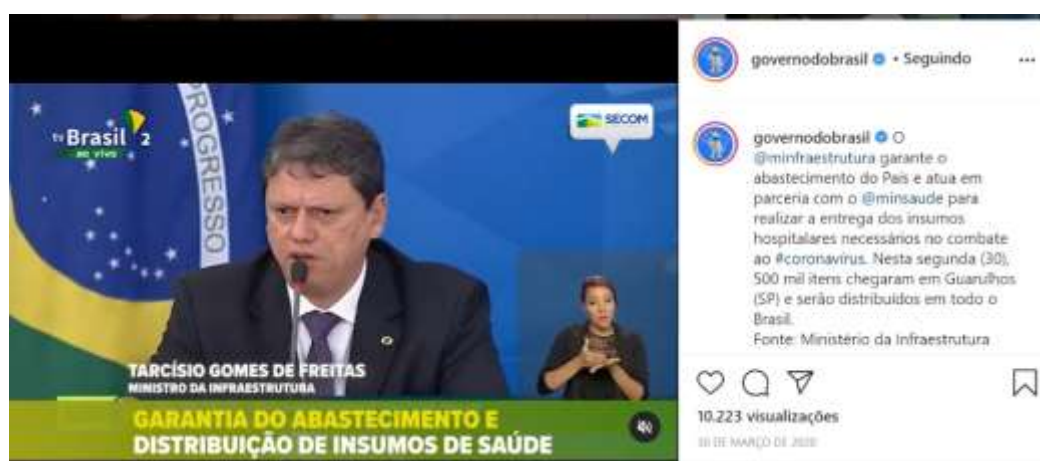 PROGRESSO
tv Brasil 2
ao vivo
SECOM
TARCÍSIO GOMES DE FREITAS
MINISTRO DA INFRAESTRUTURA
GARANTIA DO ABASTECIMENTO E
DISTRIBUIÇÃO DE INSUMOS DE SAÚDE
governodobrasil • Seguindo
governodobrasil O
@minfraestrutura garante o
abastecimento do País e atua em
parceria com o @minsaude para
realizar a entrega dos insumos
hospitalares necessários no combate
ao #coronavírus. Nesta segunda (30),
500 mil itens chegaram em Guarulhos
(SP) e serão distribuídos em todo o
Brasil.
Fonte: Ministério da Infraestrutura
10.223 visualizações
30 DE MARÇO DE 2020